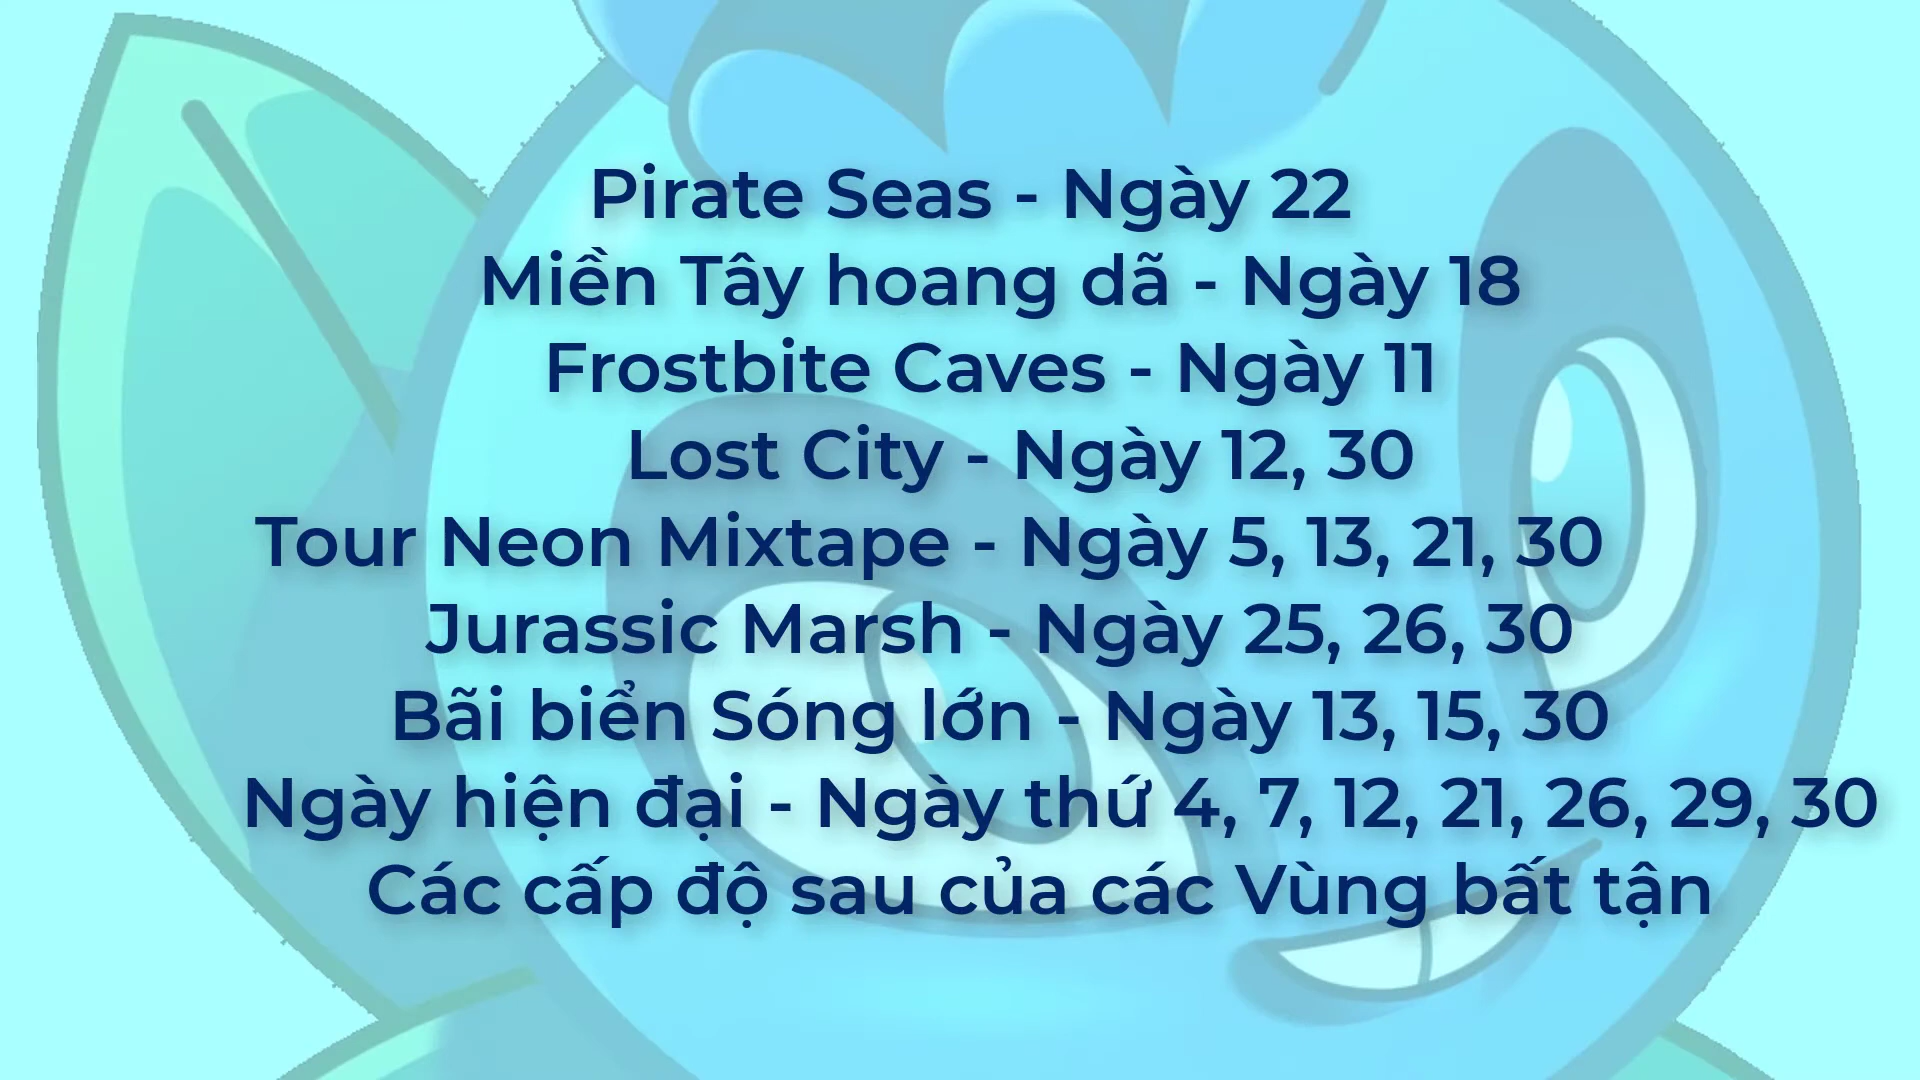 Pirate Seas - Ngày 22
Miền Tây hoang dã - Ngày 18
Frostbite Caves - Ngày 11
Lost City - Ngày 12, 30
Tour Neon Mixtape - Ngày 5, 13, 21, 30
Jurassic Marsh - Ngày 25, 26, 30
Bãi biển Sóng lớn - Ngày 13, 15, 30
Ngày hiện đại - Ngày thứ 4, 7, 12, 21, 26, 29, 30
Các cấp độ sau của các Vùng bất tận